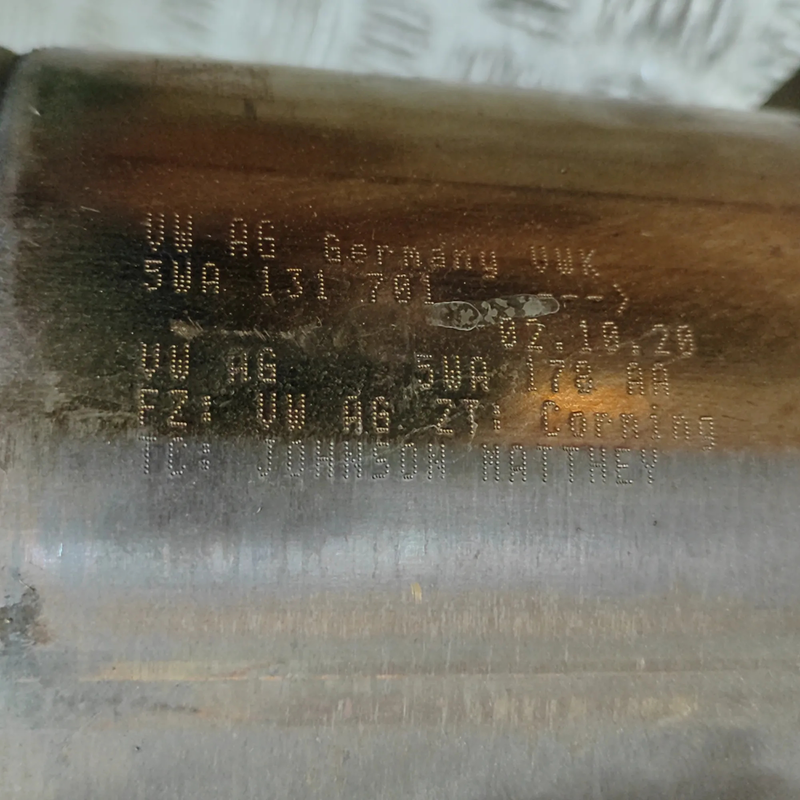 VW AG Germany VWK
5WA 131 701 -->
02.10.20
VW AG 5WA 178 AA
FZ: VW AG ZT: Corning
TC: JOHNSON MATTHEY